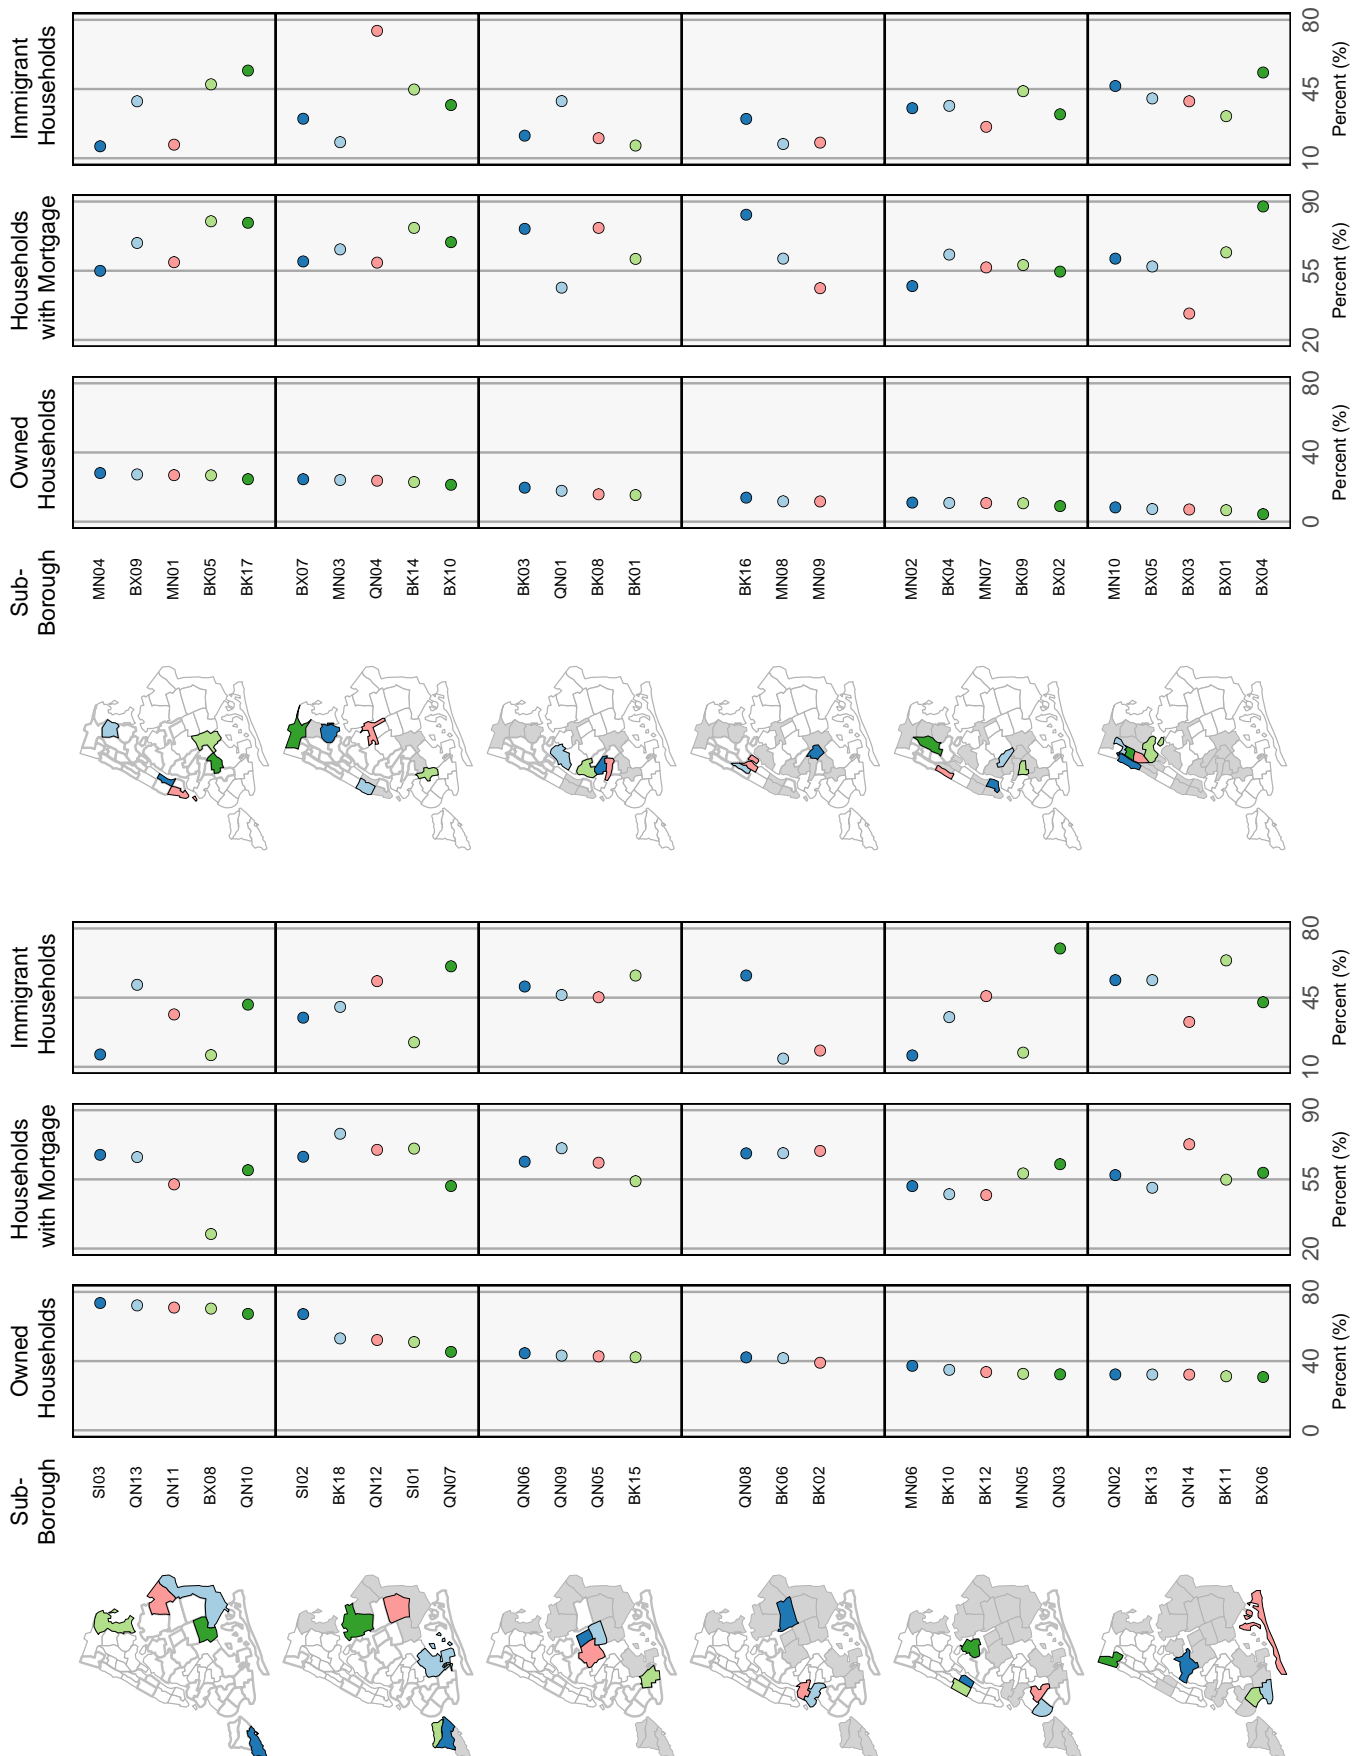 Sub-
Borough
Owned
Households
Households
with Mortgage
Immigrant
Households
SI03
QN13
QN11
BX08
QN10
SI02
BK18
QN12
SI01
QN07
QN06
QN09
QN05
BK15
QN08
BK06
BK02
MN06
BK10
BK12
MN05
QN03
QN02
BK13
QN14
BK11
BX06
0 40 80
Percent (%)
20 55 90
Percent (%)
10 45 80
Percent (%)
Sub-
Borough
Owned
Households
Households
with Mortgage
Immigrant
Households
MN04
BX09
MN01
BK05
BK17
BX07
MN03
QN04
BK14
BX10
BK03
QN01
BK08
BK01
BK16
MN08
MN09
MN02
BK04
MN07
BK09
BX02
MN10
BX05
BX03
BX01
BX04
0 40 80
Percent (%)
20 55 90
Percent (%)
10 45 80
Percent (%)